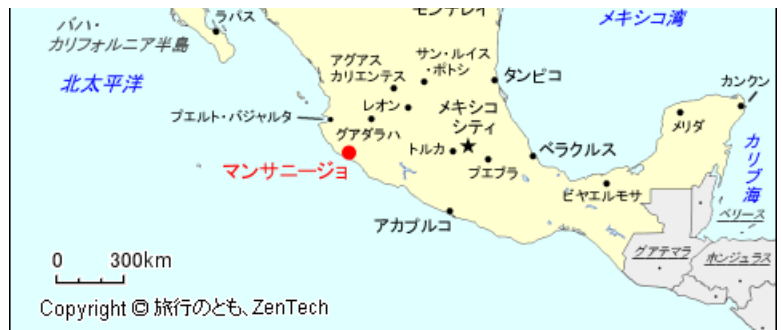 モンテレイ
ラパス
メキシコ湾
バハ・
カリフォルニア半島
北太平洋
アグアス
カリエンテス
サン・ルイス
・ポトシ
タンピコ
カンクン
レオン
メキシコ
シティ
プエルト・バジャルタ
グアダラハ
メリダ
トルカ
ベラクルス
カリブ海
マンサニージョ
プエブラ
ビヤエルモサ
アカプルコ
ベリース
グアテマラ
ホンジュラス
0 300km
Copyright © 旅行のとも、ZenTech